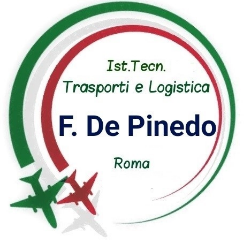 Ist.Tecn.
Trasporti e Logistica
F. De Pinedo
Roma